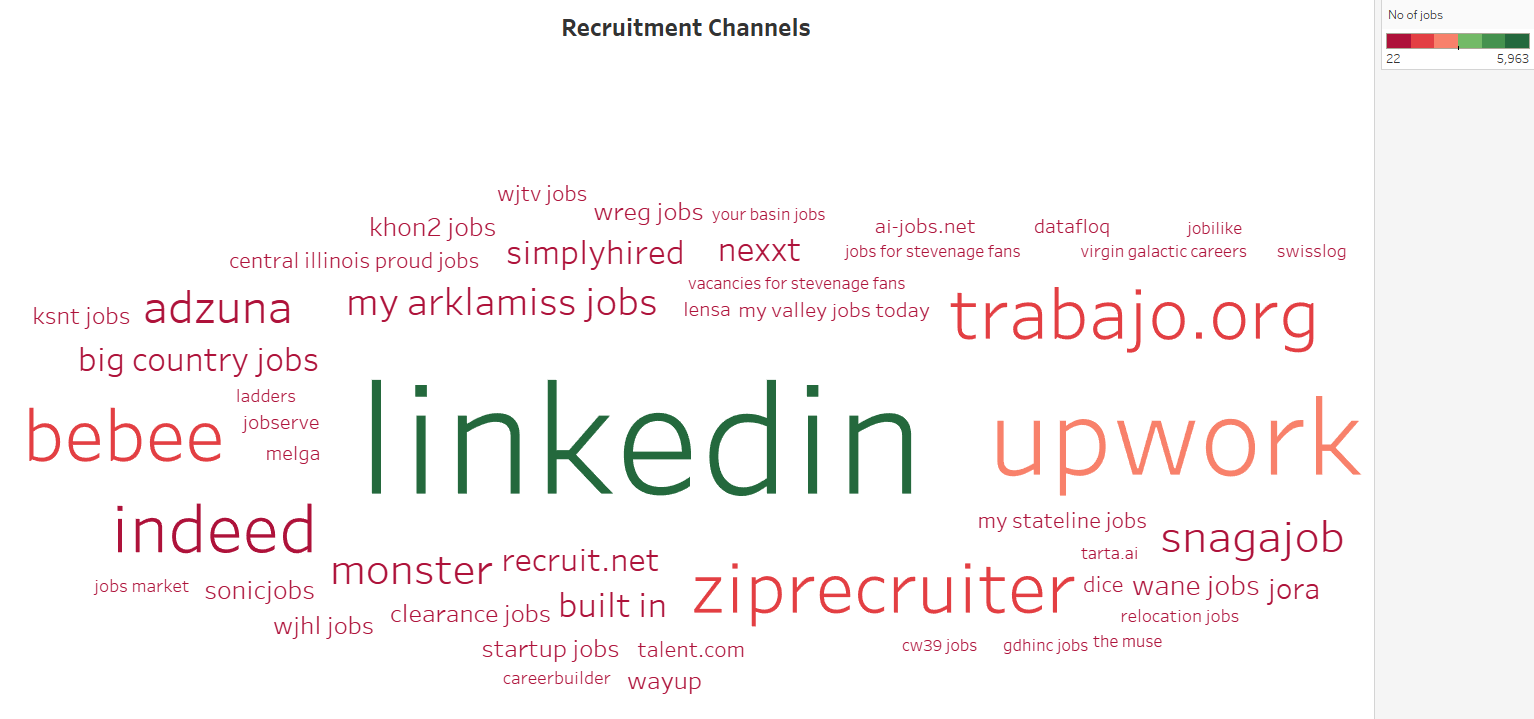 Recruitment Channels
No of jobs
22
5,963
wjtv jobs
wreg jobs
your basin jobs
khon2 jobs
ai-jobs.net
datafloq
jobilike
simplyhired
nexxt
jobs for stevenage fans
virgin galactic careers
swisslog
central illinois proud jobs
vacancies for stevenage fans
ksnt jobs
adzuna
my arklamiss jobs
lensa
my valley jobs today
trabajo.org
big country jobs
ladders
jobserve
bebee
melga
linkedin
upwork
indeed
my stateline jobs
snagajob
tarta.ai
monster
recruit.net
jobs market
sonicjobs
ziprecruiter
dice
wane jobs
jora
clearance jobs
built in
relocation jobs
wjhl jobs
startup jobs
talent.com
cw39 jobs
gdhinc jobs
the muse
careerbuilder
wayup